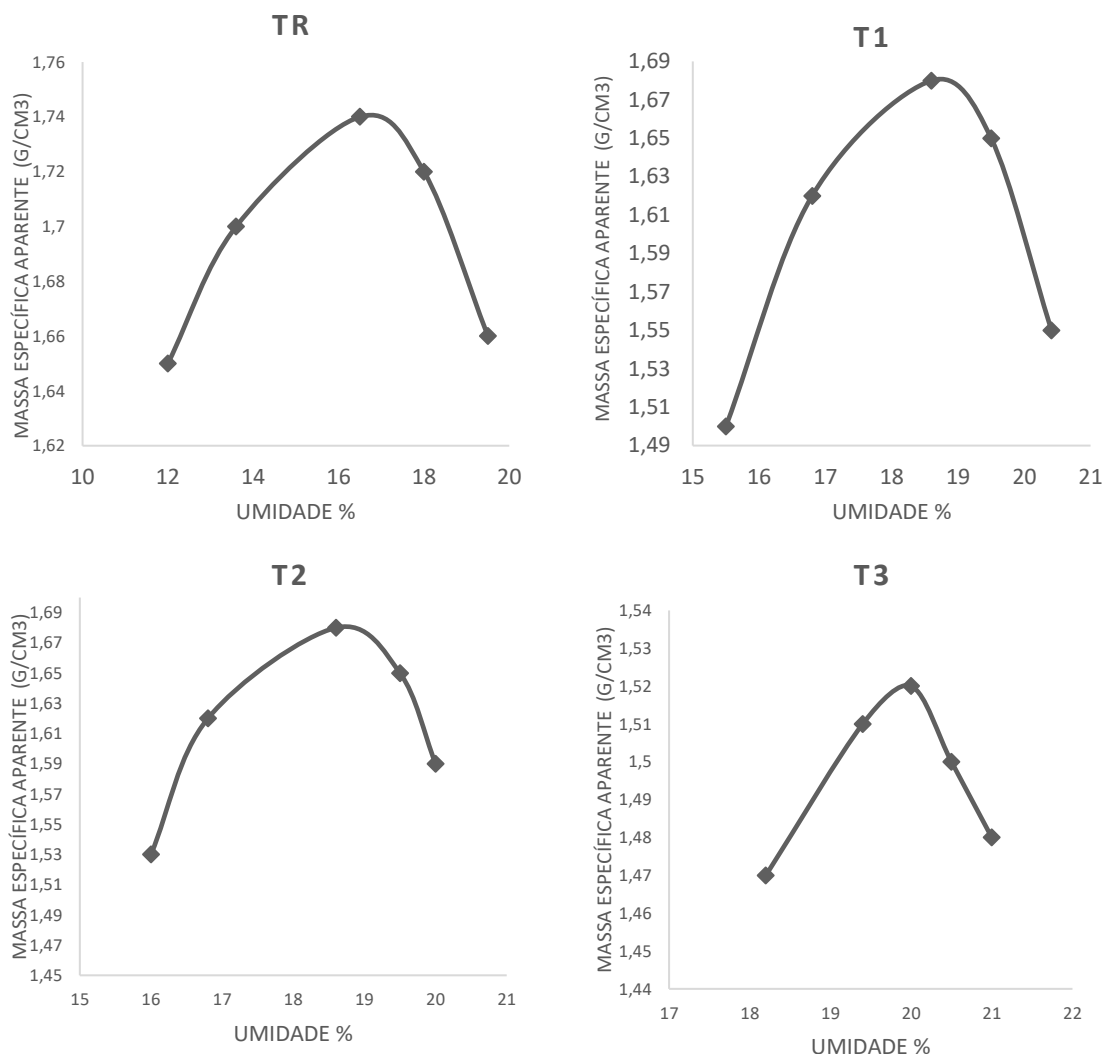 TR
MASSA ESPECÍFICA APARENTE (G/CM3)
1,76
1,74
1,72
1,7
1,68
1,66
1,64
1,62
10 12 14 16 18 20
UMIDADE %
T1
MASSA ESPECÍFICA APARENTE (G/CM3)
1,69
1,67
1,65
1,63
1,61
1,59
1,57
1,55
1,53
1,51
1,49
15 16 17 18 19 20 21
UMIDADE %
T2
MASSA ESPECÍFICA APARENTE (G/CM3)
1,69
1,67
1,65
1,63
1,61
1,59
1,57
1,55
1,53
1,51
1,49
1,47
1,45
15 16 17 18 19 20 21
UMIDADE %
T3
MASSA ESPECÍFICA APARENTE (G/CM3)
1,54
1,53
1,52
1,51
1,5
1,49
1,48
1,47
1,46
1,45
1,44
17 18 19 20 21 22
UMIDADE %